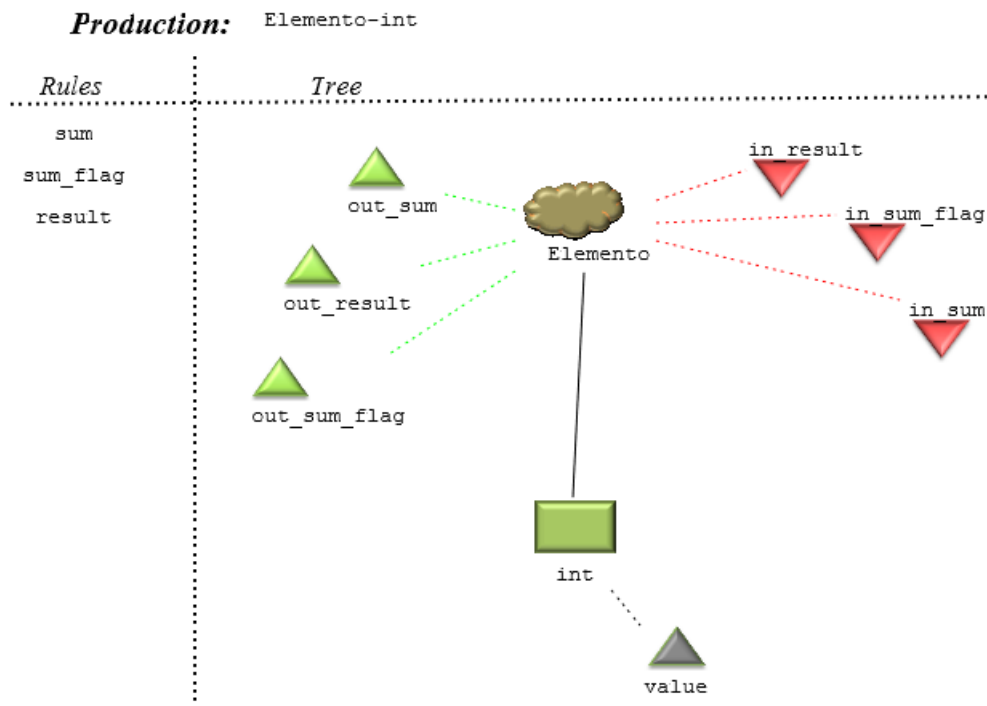 Production: Elemento-int
Rules
Tree
sum
sum_flag
result
out_sum
out_result
out_sum_flag
Elemento
in_result
in_sum_flag
in_sum
int
value